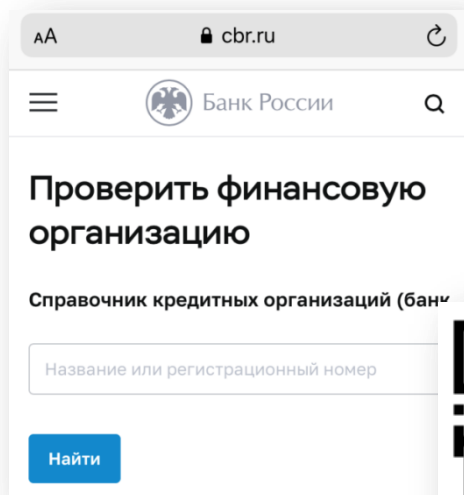 AA cbr.ru
Банк России
Проверить финансовую
организацию
Справочник кредитных организаций (банк
Название или регистрационный номер
Найти